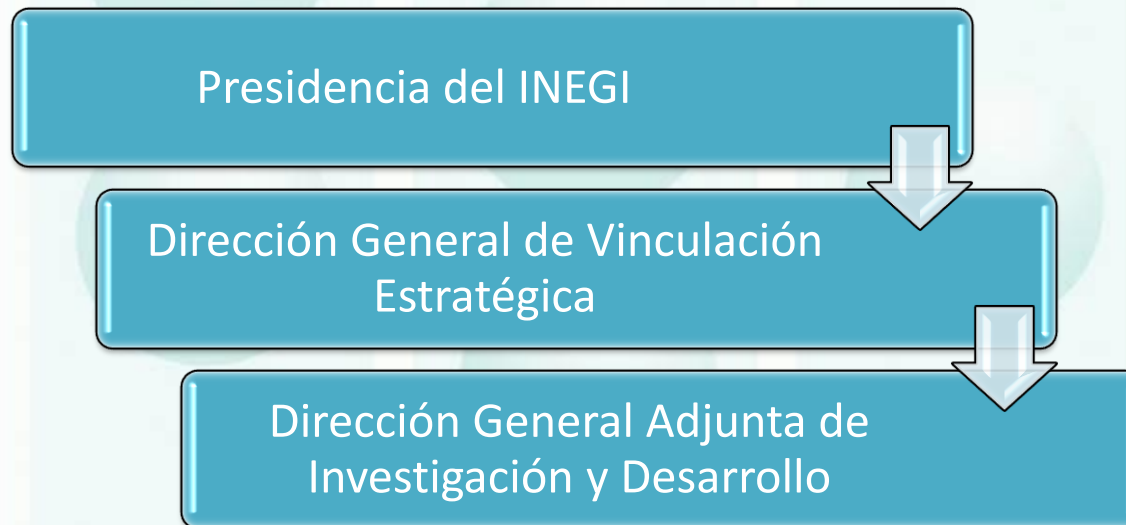 Presidencia del INEGI
Dirección General de Vinculación
Estratégica
Dirección General Adjunta de
Investigación y Desarrollo